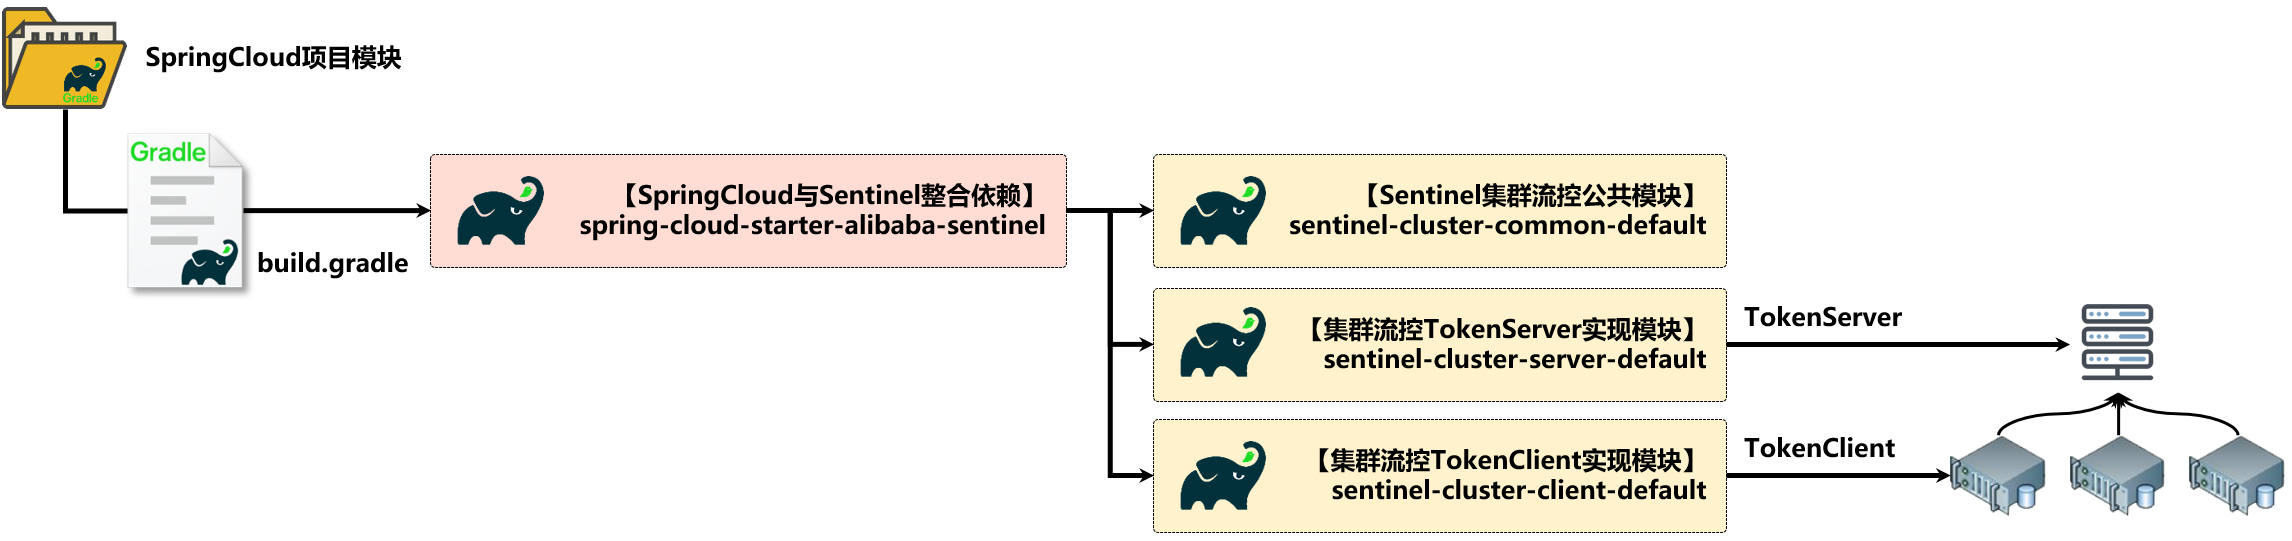 SpringCloud项目模块
Gradle
Gradle
build.gradle
【SpringCloud与Sentinel整合依赖】
spring-cloud-starter-alibaba-sentinel
【Sentinel集群流控公共模块】
sentinel-cluster-common-default
【集群流控TokenServer实现模块】
sentinel-cluster-server-default
TokenServer
【集群流控TokenClient实现模块】
sentinel-cluster-client-default
TokenClient